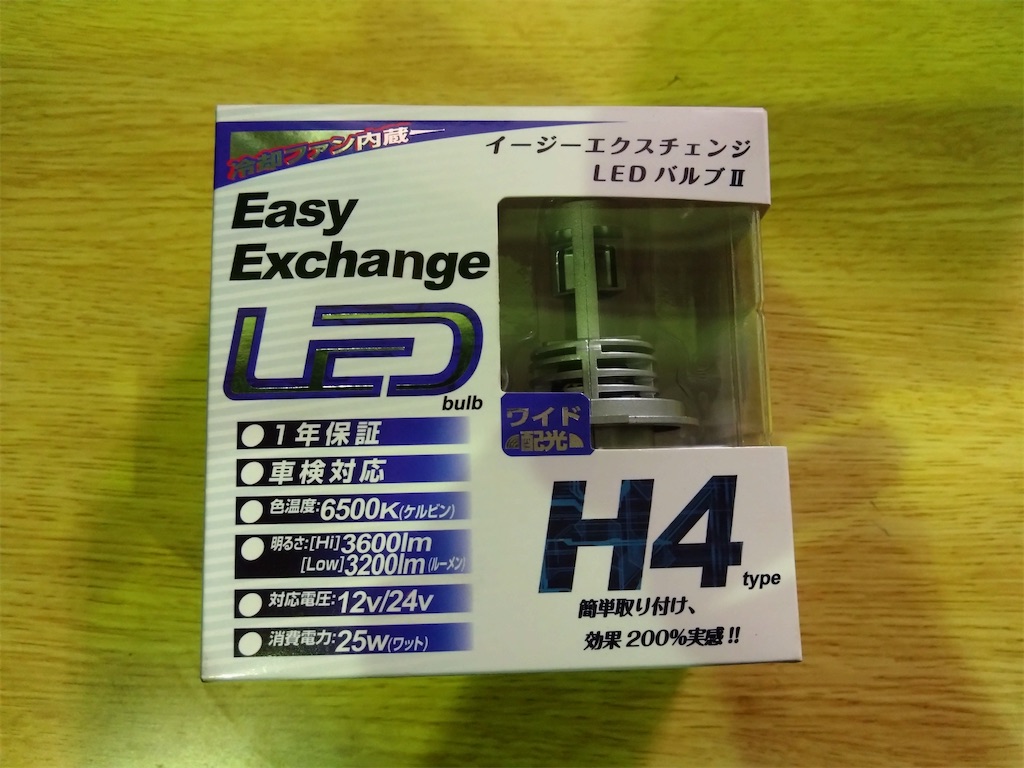 冷却ファン内蔵
イージーエクスチェンジ
LED バルブⅡ
Easy
Exchange
LED
bulb
ワイド
配光
1年保証
車検対応
色温度:6500K(ケルビン)
明るさ:[Hi]3600lm
[Low]3200lm(ルーメン)
対応電圧:12v/24v
消費電力:25w(ワット)
H4
type
簡単取り付け、
効果200%実感!!